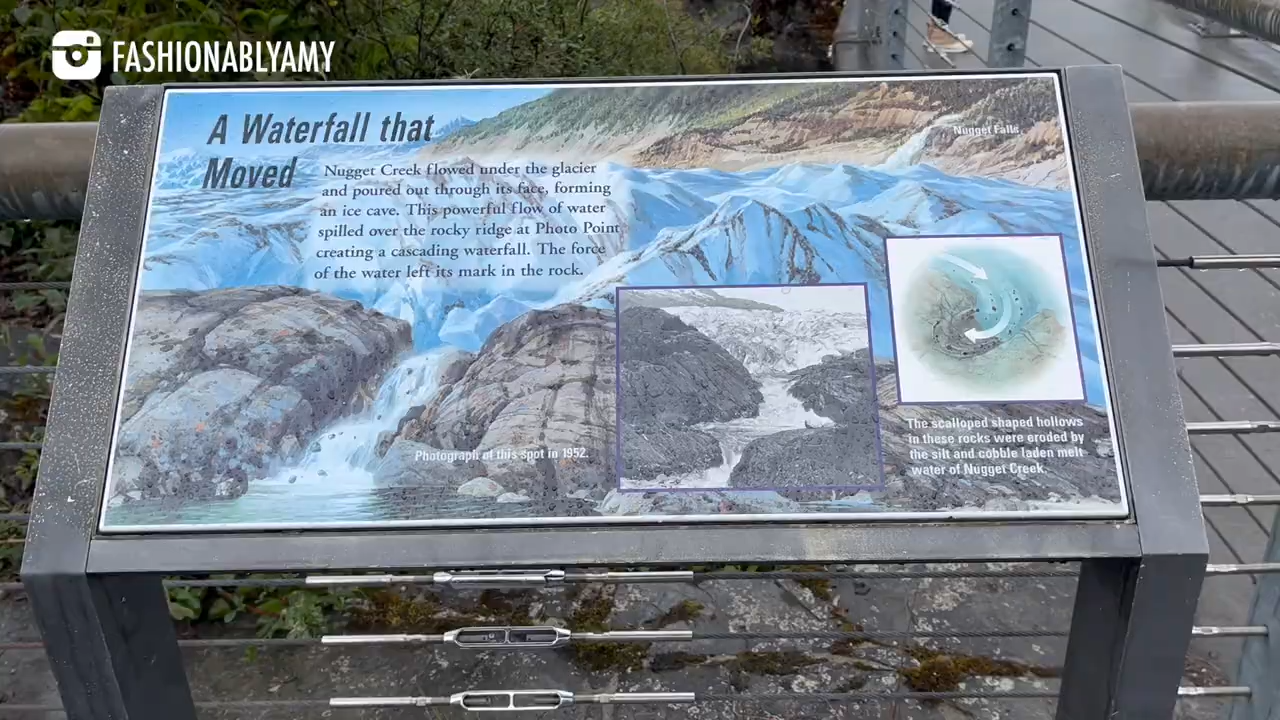 FASHIONABLYAMY
A Waterfall that
Moved
Nugget Creek flowed under the glacier
and poured out through its face, forming
an ice cave. This powerful flow of water
spilled over the rocky ridge at Photo Point
creating a cascading waterfall. The force
of the water left its mark in the rock.
Nugget Falls
Photograph of this spot in 1952.
The scalloped shaped hollows
in these rocks were eroded by
the silt and cobble laden melt
water of Nugget Creek.